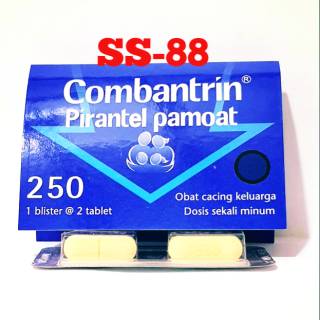 SS-88
Combantrin®
Pirantel pamoat
250
1 blister @ 2 tablet
Obat cacing keluarga
Dosis sekali minum